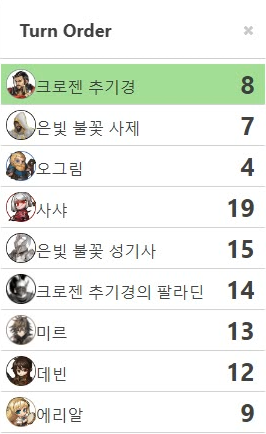 Turn Order ×
크로젠 추기경 8
은빛 불꽃 사제 7
오그림 4
사샤 19
은빛 불꽃 성기사 15
크로젠 추기경의 팔라딘 14
미르 13
데빈 12
에리알 9